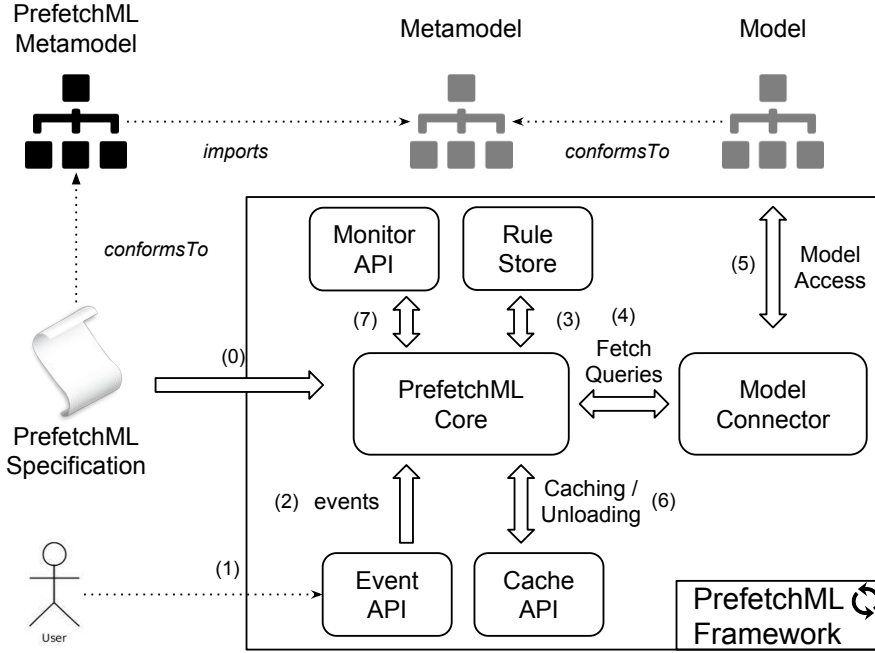 PrefetchML
Metamodel
Metamodel
Model
imports
conformsTo
conformsTo
Monitor
API
Rule
Store
(5)
Model
Access
(7)
(3)
(4)
Fetch
Queries
(0)
PrefetchML
Core
Model
Connector
PrefetchML
Specification
(2)
events
Caching /
Unloading
(6)
(1)
Event
API
Cache
API
User
PrefetchML
Framework